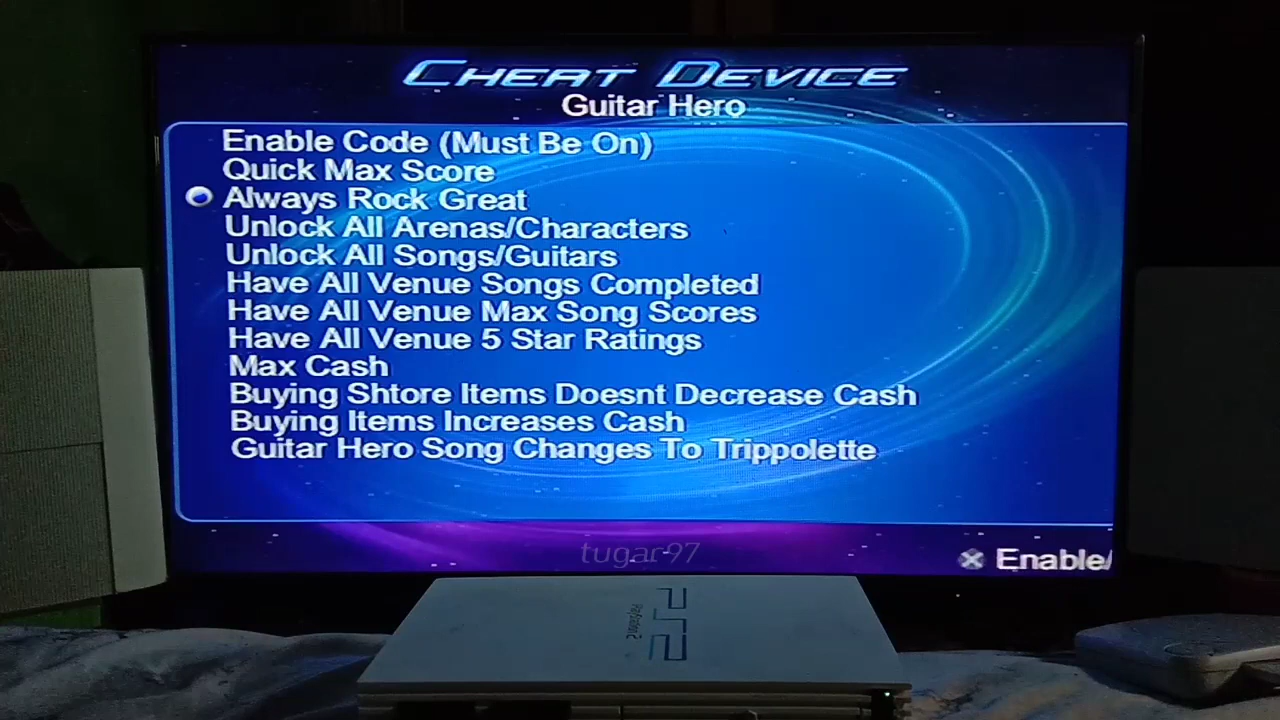 CHEAT DEVICE
Guitar Hero
Enable Code (Must Be On)
Quick Max Score
Always Rock Great
Unlock All Arenas/Characters
Unlock All Songs/Guitars
Have All Venue Songs Completed
Have All Venue Max Song Scores
Have All Venue 5 Star Ratings
Max Cash
Buying Shtore Items Doesnt Decrease Cash
Buying Items Increases Cash
Guitar Hero Song Changes To Trippolette
tugar97
Enable/
PS2
PlayStation 2